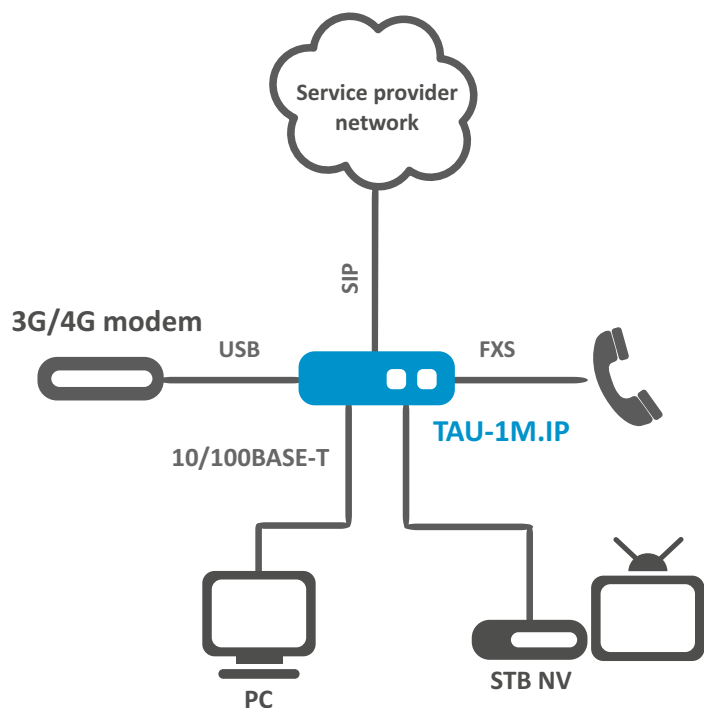 Service provider
network
SIP
3G/4G modem
USB
FXS
TAU-1M.IP
10/100BASE-T
STB NV
PC